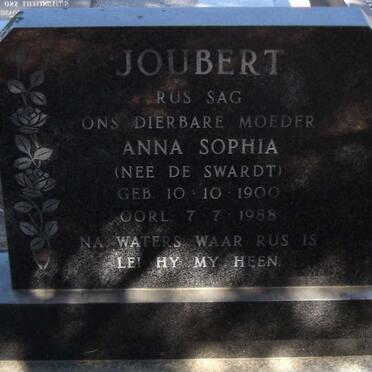 JOUBERT
RUS SAG
ONS DIERBARE MOEDER
ANNA SOPHIA
(NEE DE SWARDT)
GEB. 10·10·1900
OORL. 7·7·1988
NA WATERS WAAR RUS IS
LEI HY MY HEEN.